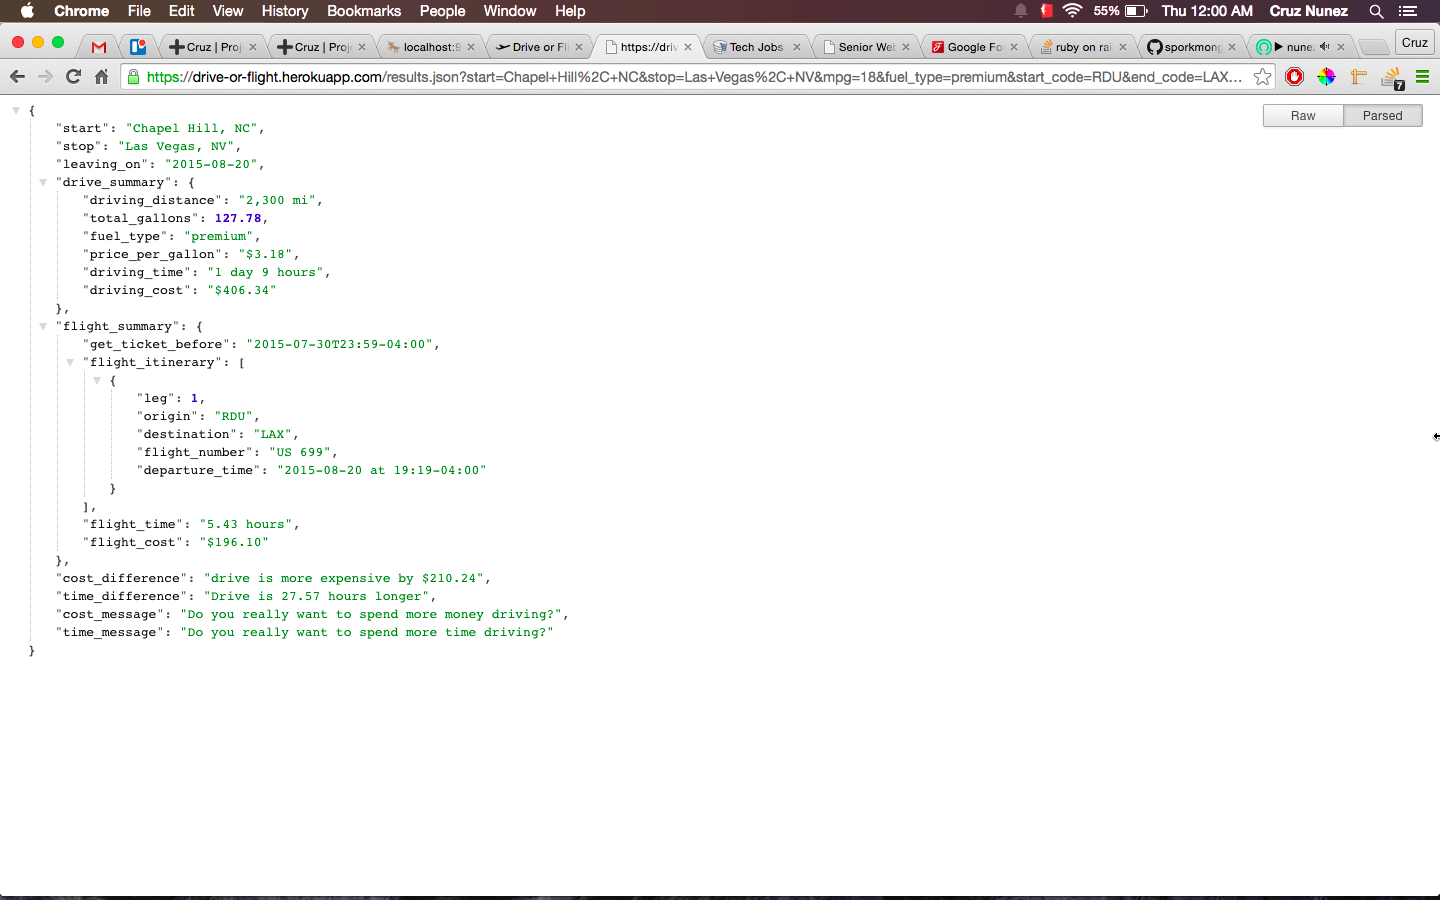 Chrome File Edit View History Bookmarks People Window Help 55% Thu 12:00 AM Cruz Nunez
Cruz | Proj Cruz | Proj localhost:9 Drive or Fli https://driv Tech Jobs Senior Web Google Fo ruby on rai sporkmong nune Cruz
https://drive-or-flight.herokuapp.com/results.json?start=Chapel+Hill%2C+NC&stop=Las+Vegas%2C+NV&mpg=18&fuel_type=premium&start_code=RDU&end_code=LAX... 7
Raw Parsed
{
"start": "Chapel Hill, NC",
"stop": "Las Vegas, NV",
"leaving_on": "2015-08-20",
"drive_summary": {
"driving_distance": "2,300 mi",
"total_gallons": 127.78,
"fuel_type": "premium",
"price_per_gallon": "$3.18",
"driving_time": "1 day 9 hours",
"driving_cost": "$406.34"
},
"flight_summary": {
"get_ticket_before": "2015-07-30T23:59-04:00",
"flight_itinerary": [
{
"leg": 1,
"origin": "RDU",
"destination": "LAX",
"flight_number": "US 699",
"departure_time": "2015-08-20 at 19:19-04:00"
}
],
"flight_time": "5.43 hours",
"flight_cost": "$196.10"
},
"cost_difference": "drive is more expensive by $210.24",
"time_difference": "Drive is 27.57 hours longer",
"cost_message": "Do you really want to spend more money driving?",
"time_message": "Do you really want to spend more time driving?"
}